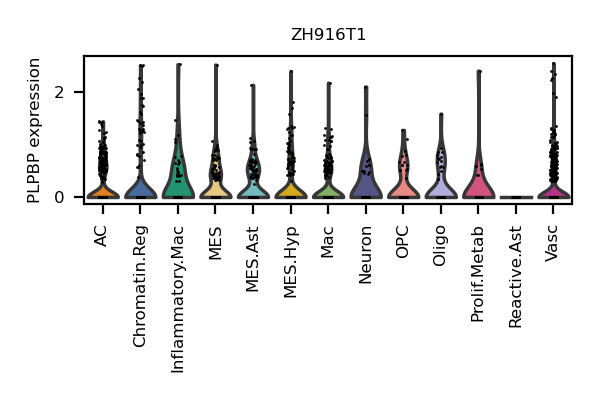 ZH916T1
PLPBP expression
2
0
AC
Chromatin.Reg
Inflammatory.Mac
MES
MES.Ast
MES.Hyp
Mac
Neuron
OPC
Oligo
Prolif.Metab
Reactive.Ast
Vasc